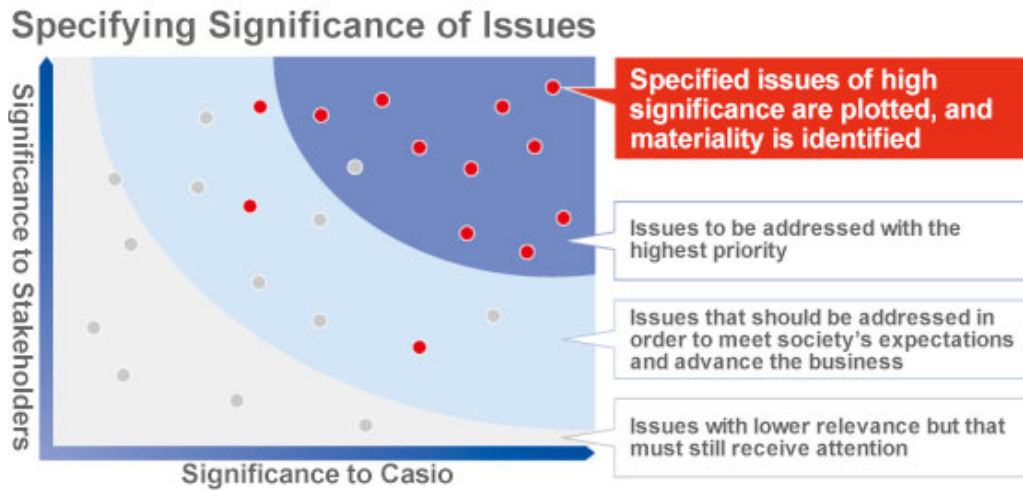 Specifying Significance of Issues
Significance to Stakeholders
Specified issues of high
significance are plotted, and
materiality is identified
Issues to be addressed with the
highest priority
Issues that should be addressed in
order to meet society's expectations
and advance the business
Issues with lower relevance but that
must still receive attention
Significance to Casio